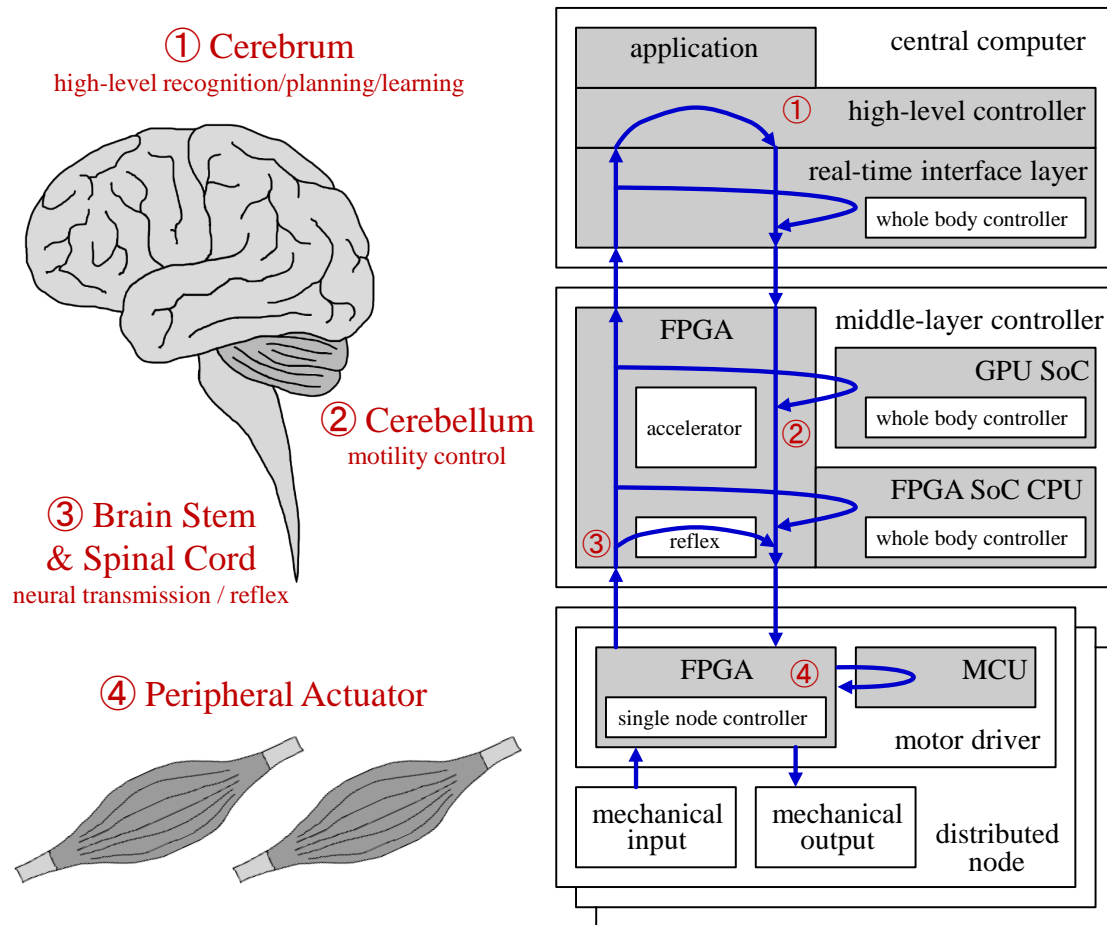 ① Cerebrum
high-level recognition/planning/learning
② Cerebellum
motility control
③ Brain Stem
& Spinal Cord
neural transmission / reflex
④ Peripheral Actuator
application
central computer
①
high-level controller
real-time interface layer
whole body controller
FPGA
middle-layer controller
GPU SoC
whole body controller
accelerator
②
FPGA SoC CPU
③
reflex
whole body controller
FPGA
④
MCU
single node controller
motor driver
mechanical
input
mechanical
output
distributed
node